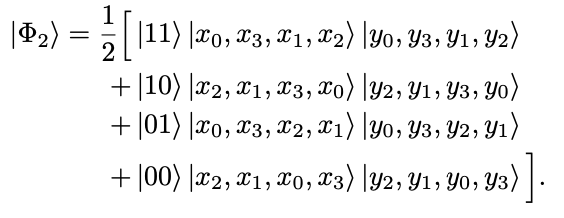 |Φ₂⟩ = 1/2 [ |11⟩ |x₀, x₃, x₁, x₂⟩ |y₀, y₃, y₁, y₂⟩
+ |10⟩ |x₂, x₁, x₃, x₀⟩ |y₂, y₁, y₃, y₀⟩
+ |01⟩ |x₀, x₃, x₂, x₁⟩ |y₀, y₃, y₂, y₁⟩
+ |00⟩ |x₂, x₁, x₀, x₃⟩ |y₂, y₁, y₀, y₃⟩ ].